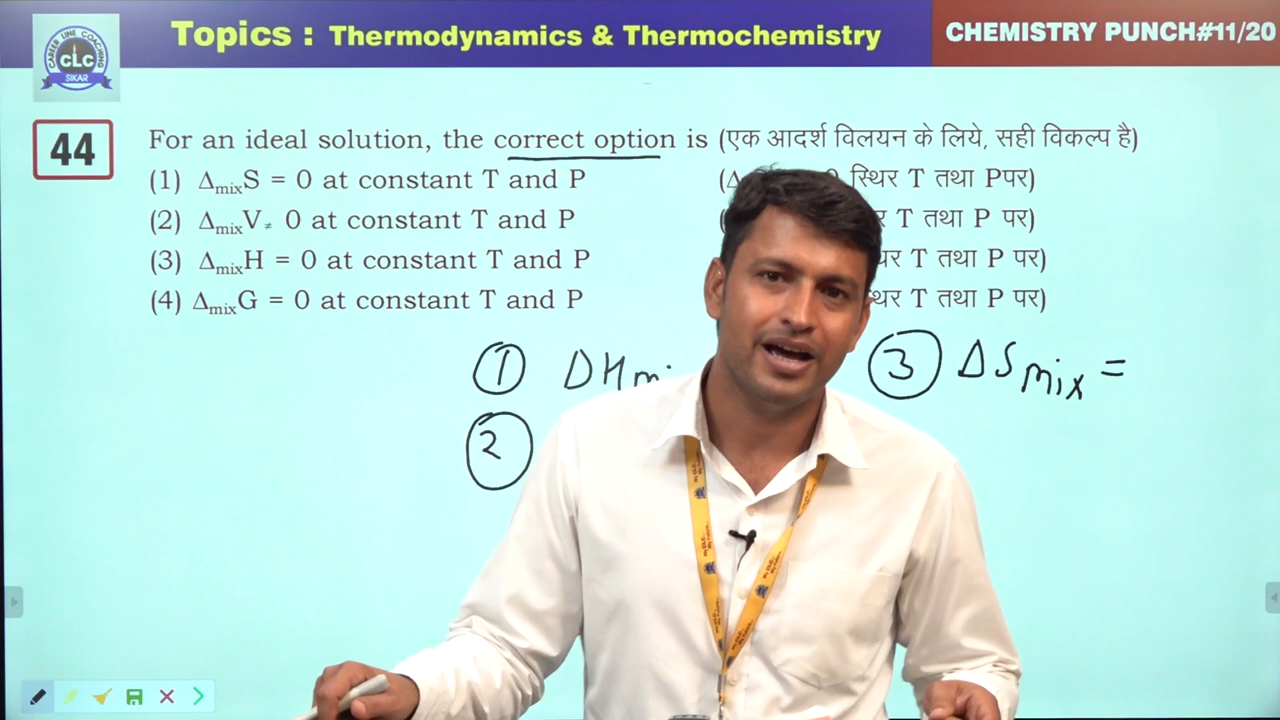 CAREER LINE COACHING
CLC
SIKAR
Topics : Thermodynamics & Thermochemistry
CHEMISTRY PUNCH#11/20
44
For an ideal solution, the correct option is (एक आदर्श विलयन के लिये, सही विकल्प है)
(1) ΔmixS = 0 at constant T and P स्थिर T तथा Pपर)
(2) ΔmixV ≠ 0 at constant T and P T तथा P पर)
(3) ΔmixH = 0 at constant T and P T तथा P पर)
(4) ΔmixG = 0 at constant T and P T तथा P पर)
① ③ ΔSmix =
②